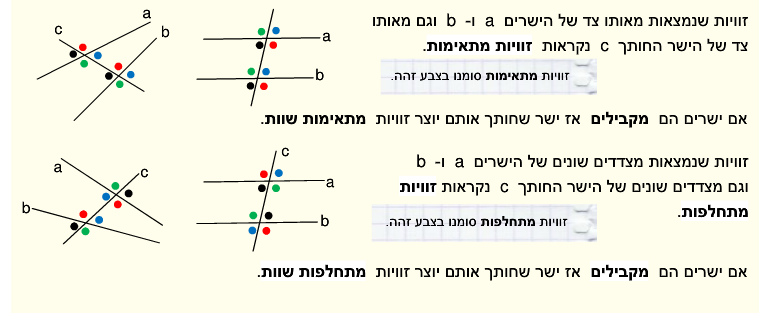 זוויות שנמצאות מאותו צד של הישרים a ו- b וגם מאותו
צד של הישר החותך c נקראות זוויות מתאימות.
זוויות מתאימות סומנו בצבע זהה.
a
b
c
a
b
אם ישרים הם מקבילים אז ישר שחותך אותם יוצר זוויות מתאימות שוות.
זוויות שנמצאות מצדדים שונים של הישרים a ו- b
וגם מצדדים שונים של הישר החותך c נקראות זוויות
מתחלפות.
זוויות מתחלפות סומנו בצבע זהה.
c
a
b
a
c
b
אם ישרים הם מקבילים אז ישר שחותך אותם יוצר זוויות מתחלפות שוות.